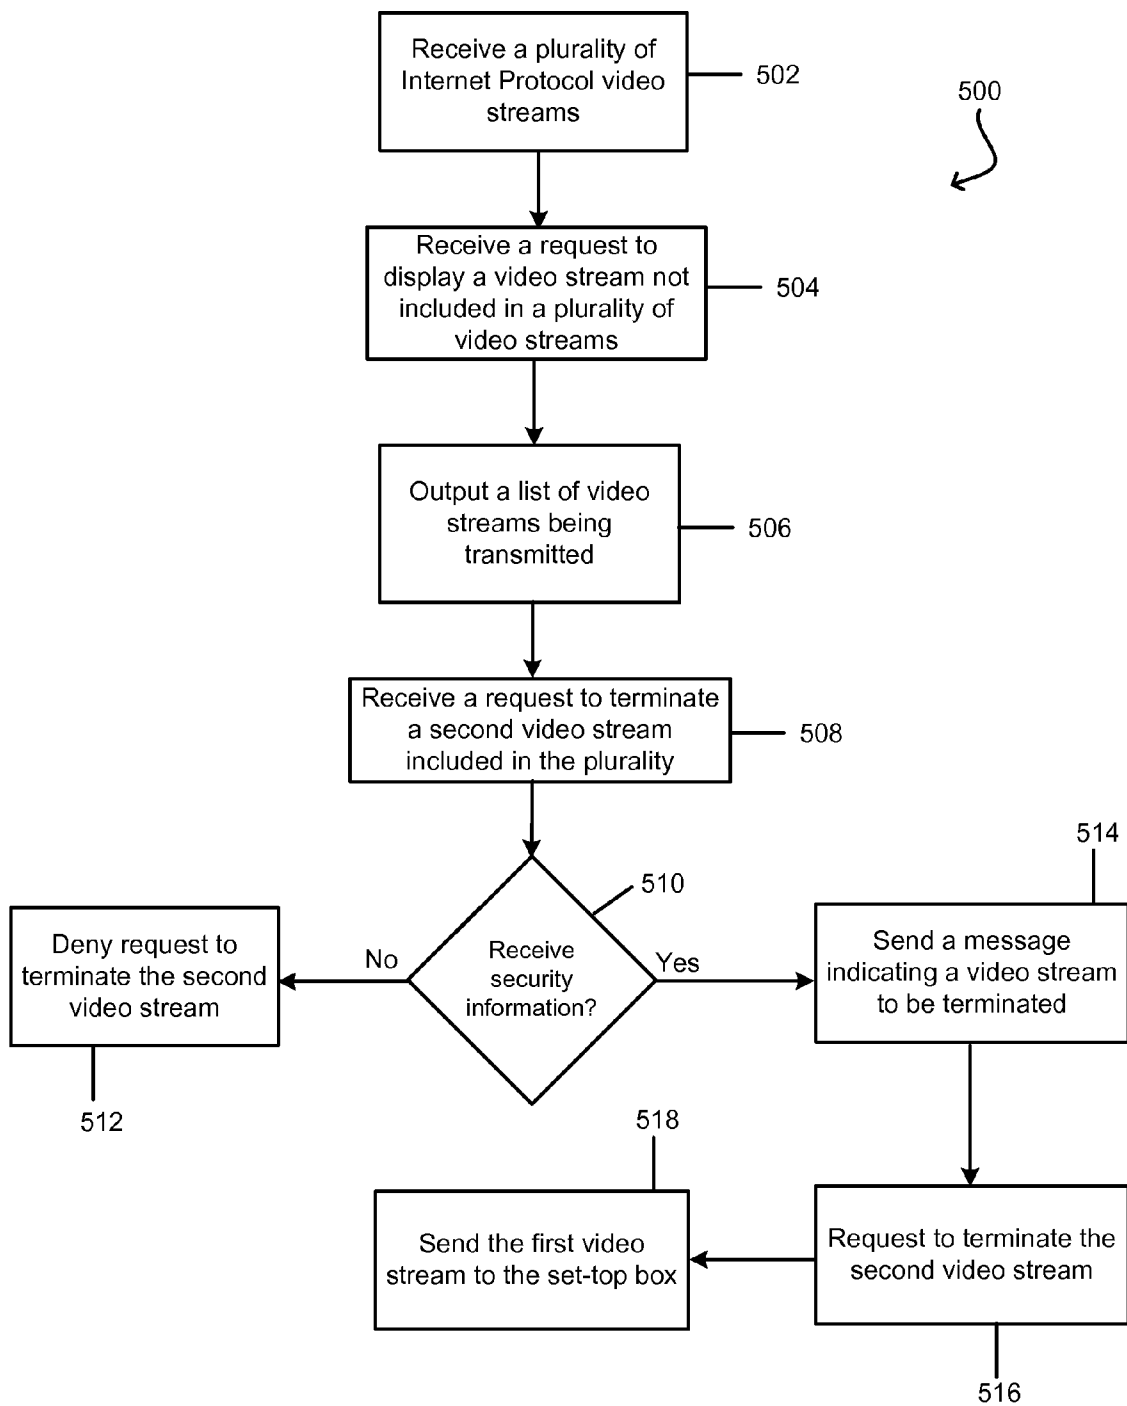 Receive a plurality of
Internet Protocol video
streams
502
500
Receive a request to
display a video stream not
included in a plurality of
video streams
504
Output a list of video
streams being
transmitted
506
Receive a request to terminate
a second video stream
included in the plurality
508
510
Receive
security
information?
No
Yes
Deny request to
terminate the second
video stream
512
514
Send a message
indicating a video stream
to be terminated
518
Send the first video
stream to the set-top box
Request to terminate the
second video stream
516